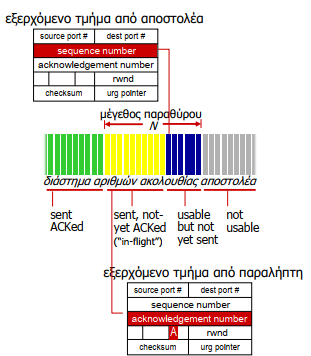 εξερχόμενο τμήμα από αποστολέα
source port # dest port #
sequence number
acknowledgement number
rwnd
checksum urg pointer
μέγεθος παραθύρου
N
διάστημα αριθμών ακολουθίας αποστολέα
sent ACKed
sent, not-yet ACKed ("in-flight")
usable but not yet sent
not usable
εξερχόμενο τμήμα από παραλήπτη
source port # dest port #
sequence number
acknowledgement number
A rwnd
checksum urg pointer